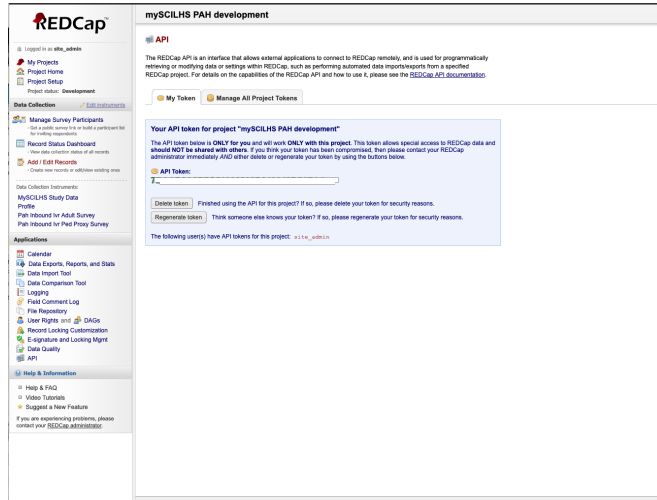 REDCap™
Logged in as site_admin
My Projects
Project Home
Project Setup
Project status: Development
Data Collection
Edit instruments
Manage Survey Participants
- Get a public survey link or build a participant list
for inviting respondents
Record Status Dashboard
- View data collection status of all records
Add / Edit Records
- Create new records or edit/view existing ones
Data Collection Instruments:
MySCILHS Study Data
Profile
Pah Inbound Ivr Adult Survey
Pah Inbound Ivr Ped Proxy Survey
Applications
Calendar
Data Exports, Reports, and Stats
Data Import Tool
Data Comparison Tool
Logging
Field Comment Log
File Repository
User Rights and DAGs
Record Locking Customization
E-signature and Locking Mgmt
Data Quality
API
Help & Information
Help & FAQ
Video Tutorials
Suggest a New Feature
If you are experiencing problems, please
contact your REDCap administrator.
mySCILHS PAH development
API
The REDCap API is an interface that allows external applications to connect to REDCap remotely, and is used for programmatically
retrieving or modifying data or settings within REDCap, such as performing automated data imports/exports from a specified
REDCap project. For details on the capabilities of the REDCap API and how to use it, please see the REDCap API documentation.
My Token
Manage All Project Tokens
Your API token for project "mySCILHS PAH development"
The API token below is ONLY for you and will work ONLY with this project. This token allows special access to REDCap data and
should NOT be shared with others. If you think your token has been compromised, then please contact your REDCap
administrator immediately AND either delete or regenerate your token by using the buttons below.
API Token:
Delete token Finished using the API for this project? If so, please delete your token for security reasons.
Regenerate token Think someone else knows your token? If so, please regenerate your token for security reasons.
The following user(s) have API tokens for this project: site_admin